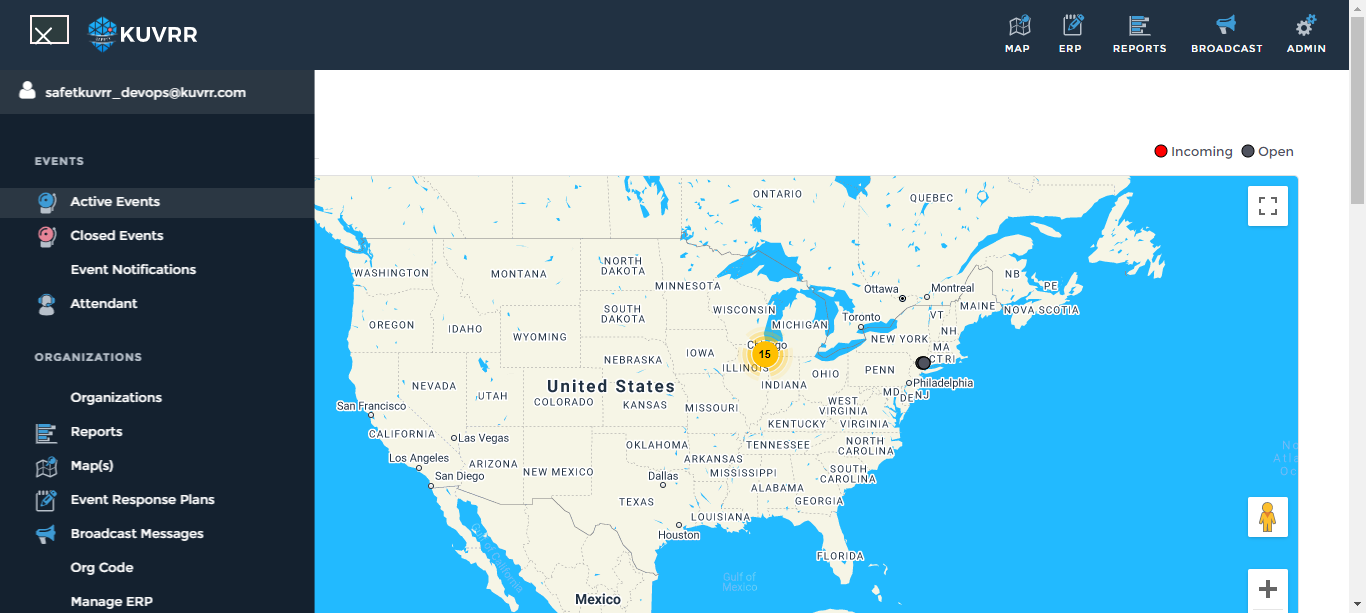 KUVRR
MAP
ERP
REPORTS
BROADCAST
ADMIN
safetkuvrr_devops@kuvrr.com
EVENTS
Active Events
Closed Events
Event Notifications
Attendant
ORGANIZATIONS
Organizations
Reports
Map(s)
Event Response Plans
Broadcast Messages
Org Code
Manage ERP
Incoming
Open
ONTARIO
QUEBEC
WASHINGTON
MONTANA
NORTH
DAKOTA
MINNESOTA
NB
PE
Ottawa
Montreal
MAINE
NOVA SCOTIA
OREGON
IDAHO
WYOMING
SOUTH
DAKOTA
WISCONSIN
MICHIGAN
Toronto
VT
NH
NEW YORK
MA
CT RI
IOWA
15
ILLINOIS
NEBRASKA
INDIANA
OHIO
PENN
Philadelphia
NEVADA
UTAH
United States
COLORADO
KANSAS
MISSOURI
WEST
VIRGINIA
MD
DE
NJ
KENTUCKY
VIRGINIA
San Francisco
CALIFORNIA
Las Vegas
OKLAHOMA
TENNESSEE
NORTH
CAROLINA
Los Angeles
ARIZONA
NEW MEXICO
ARKANSAS
MISSISSIPPI
SOUTH
CAROLINA
San Diego
Dallas
ALABAMA
TEXAS
GEORGIA
LOUISIANA
Houston
FLORIDA
Gulf of
Mexico
Gulf of California
Mexico